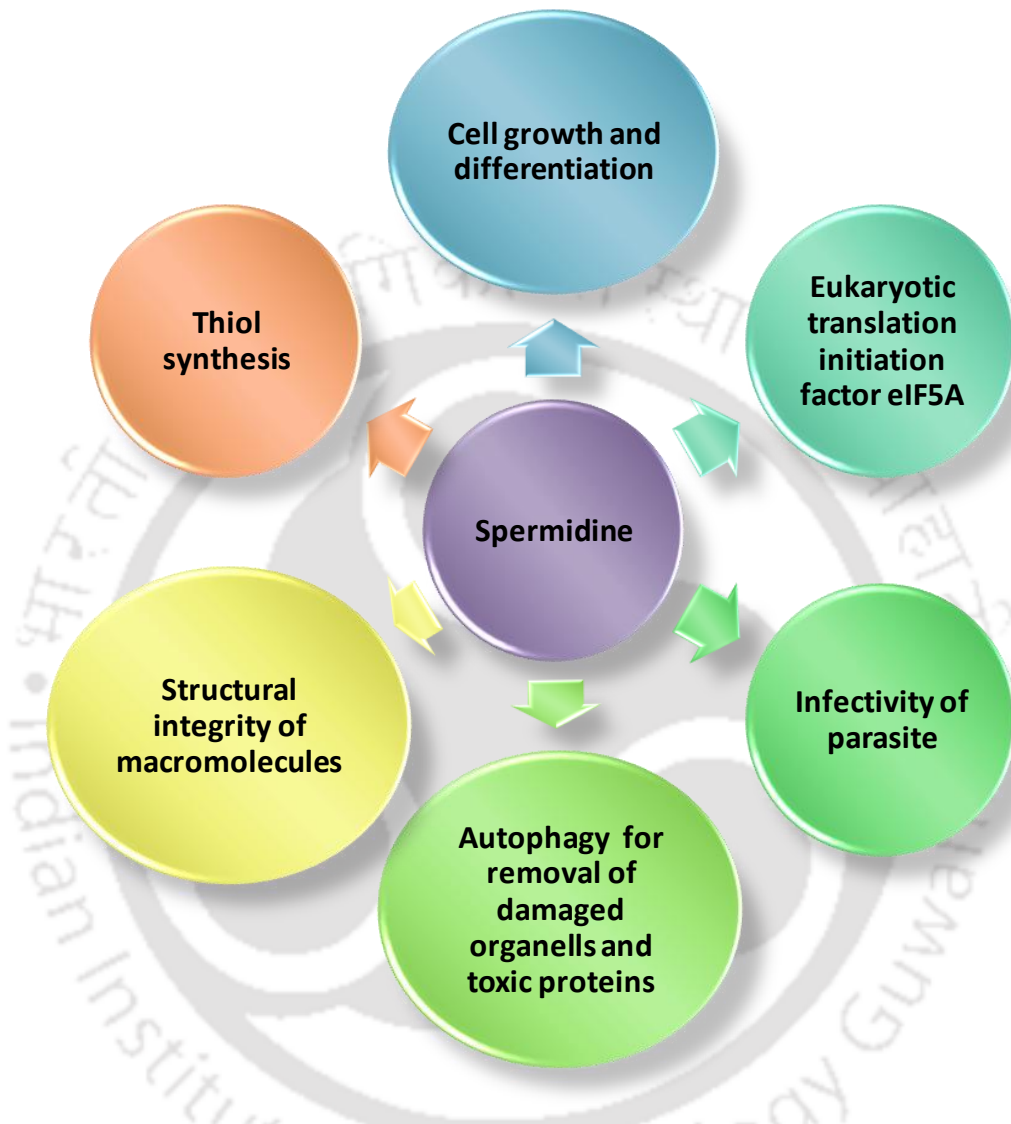 Cell growth and
differentiation
Eukaryotic
translation
initiation
factor eIF5A
Thiol
synthesis
Spermidine
Infectivity of
parasite
Structural
integrity of
macromolecules
Autophagy for
removal of
damaged
organells and
toxic proteins
Indian